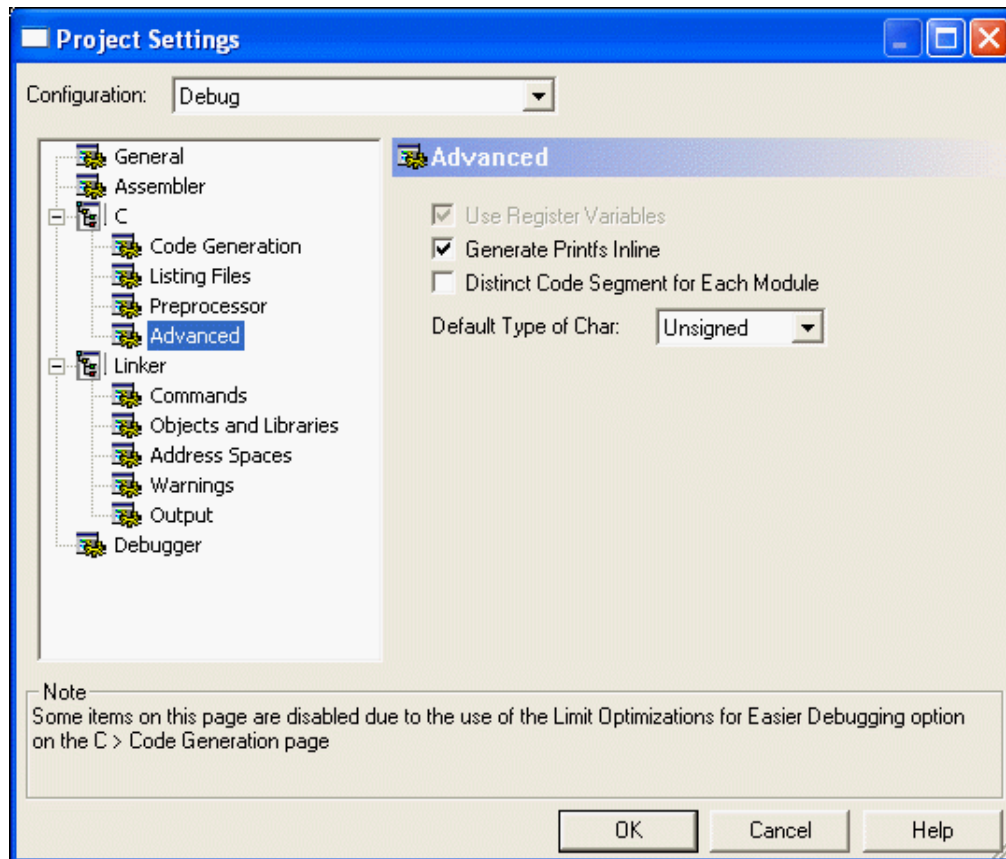 Project Settings
Configuration: Debug
General
Assembler
C
Code Generation
Listing Files
Preprocessor
Advanced
Linker
Commands
Objects and Libraries
Address Spaces
Warnings
Output
Debugger
Advanced
Use Register Variables
Generate Printfs Inline
Distinct Code Segment for Each Module
Default Type of Char: Unsigned
Note
Some items on this page are disabled due to the use of the Limit Optimizations for Easier Debugging option
on the C > Code Generation page
OK Cancel Help